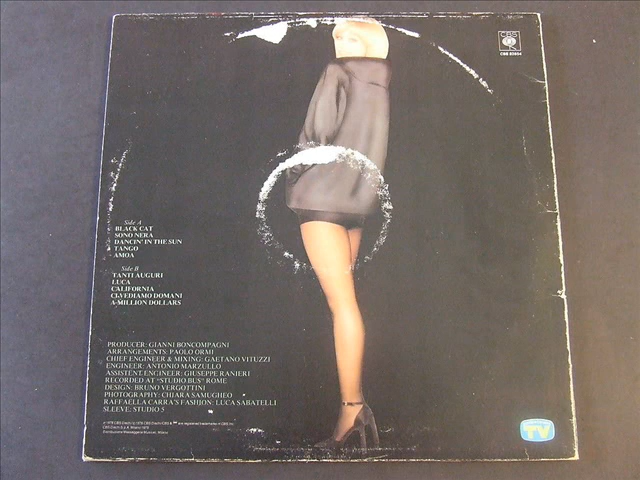 CBS
CBS 82854
Side A
BLACK CAT
SONO NERA
DANCIN' IN THE SUN
TANGO
AMOA
Side B
TANTI AUGURI
LUCA
CALIFORNIA
CI VEDIAMO DOMANI
A MILLION DOLLARS
PRODUCER: GIANNI BONCOMPAGNI
ARRANGEMENTS: PAOLO ORMI
CHIEF ENGINEER & MIXING: GAETANO VITUZZI
ENGINEER: ANTONIO MARZULLO
ASSISTENT ENGINEER: GIUSEPPE RANIERI
RECORDED AT "STUDIO BUS" ROME
DESIGN: BRUNO VERGOTTINI
PHOTOGRAPHY: CHIARA SAMUGHEO
RAFFAELLA CARRA'S FASHION: LUCA SABATELLI
SLEEVE: STUDIO 5
TV